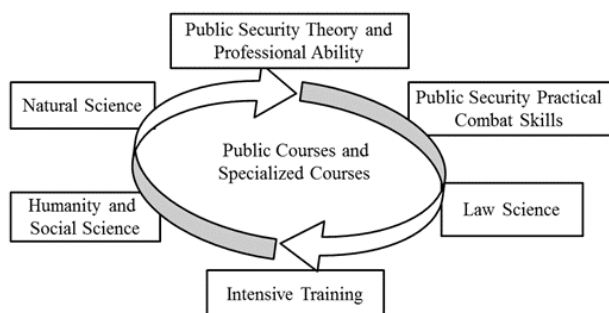 Public Security Theory and
Professional Ability
Natural Science
Public Security Practical
Combat Skills
Public Courses and
Specialized Courses
Humanity and
Social Science
Law Science
Intensive Training